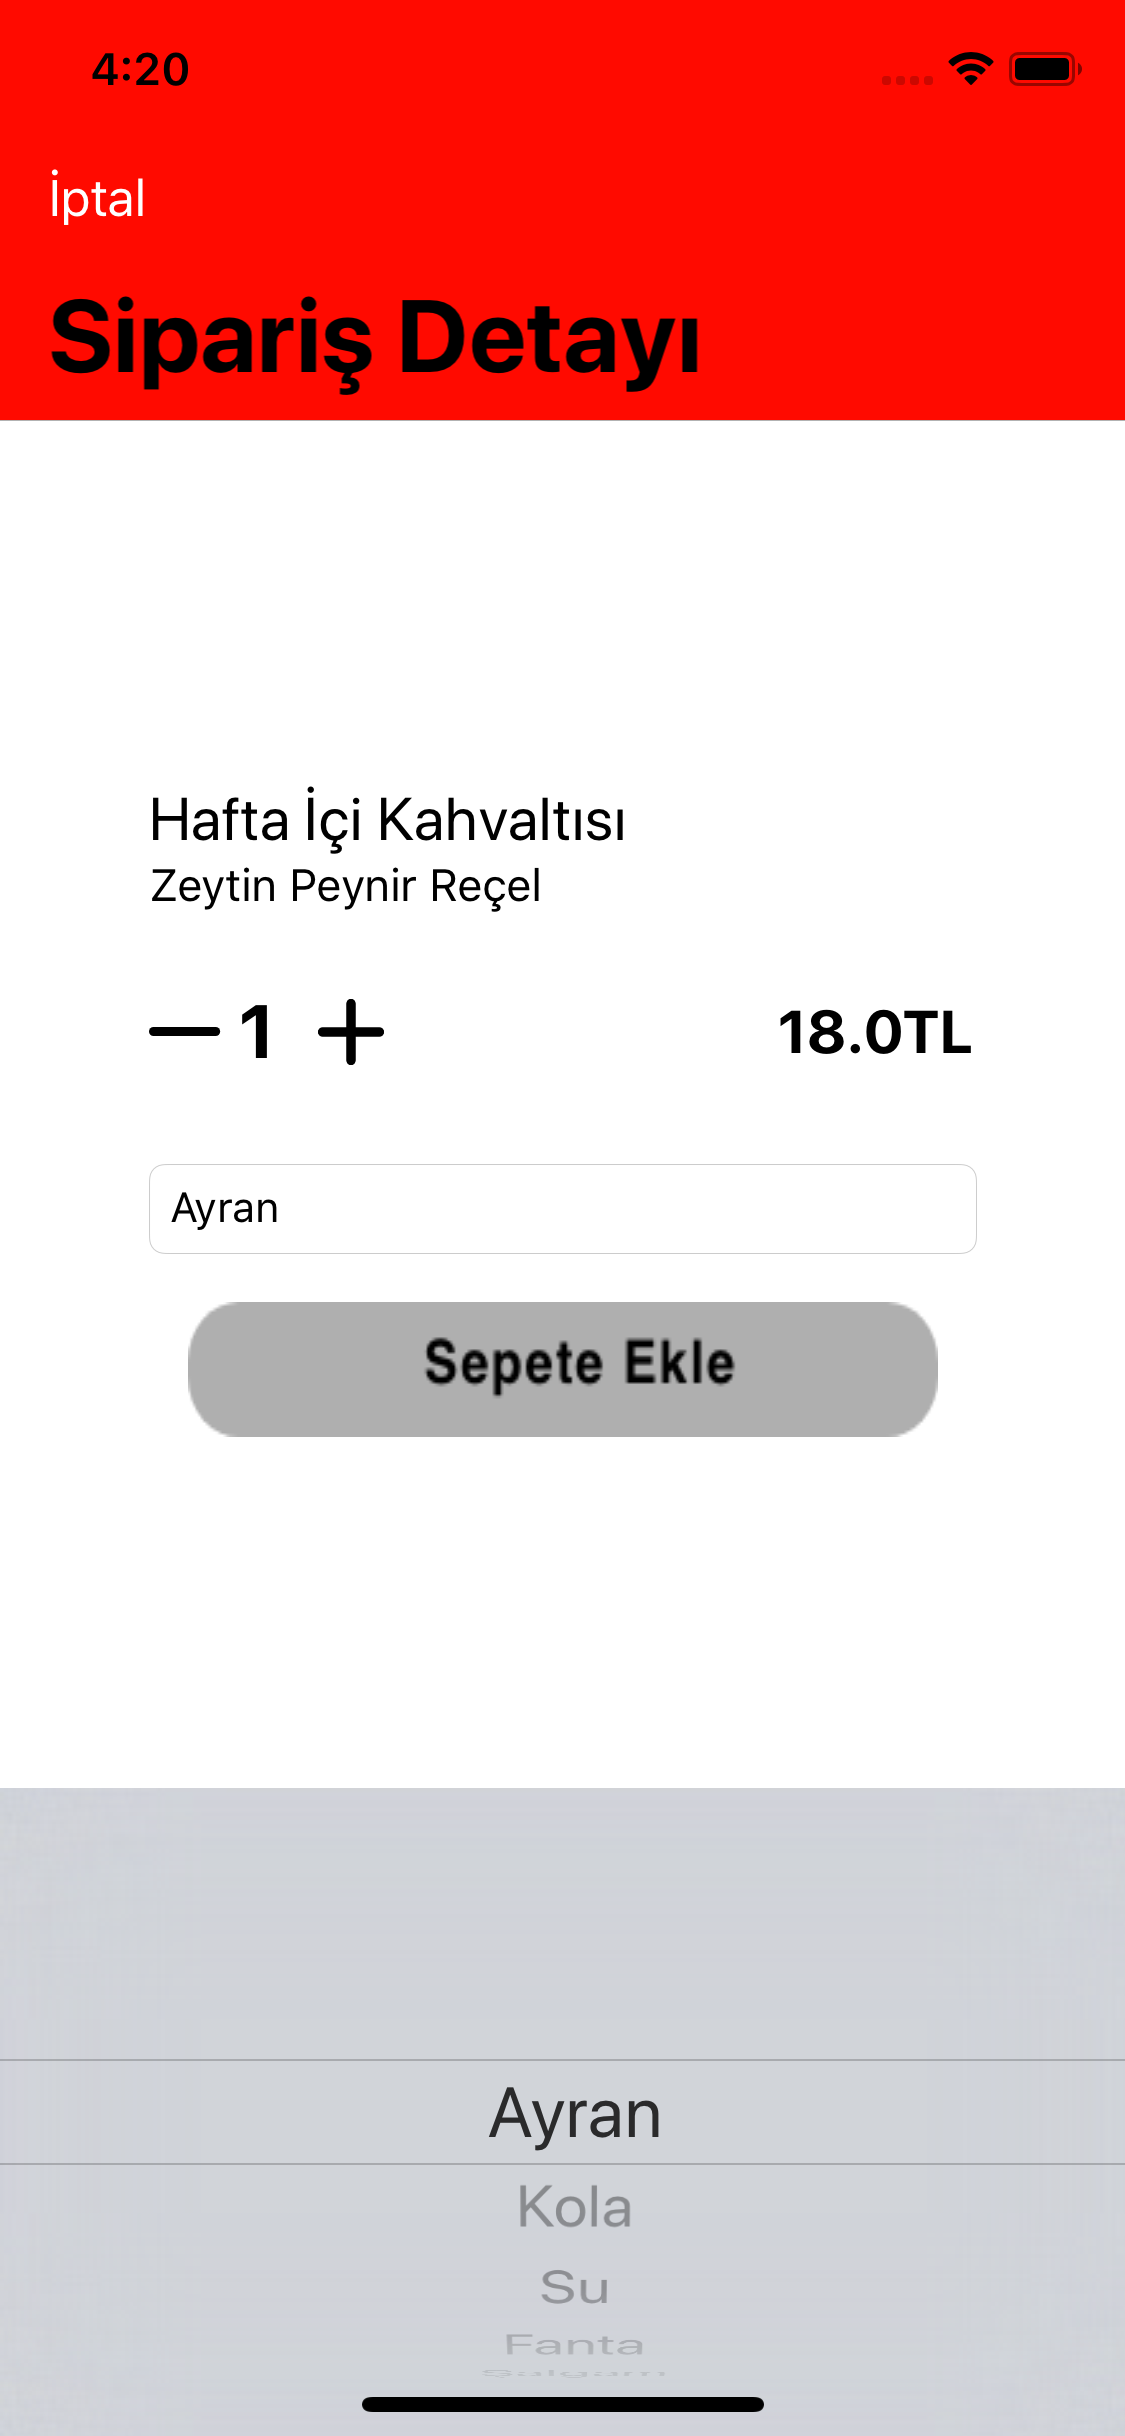 4:20
İptal
Sipariş Detayı
Hafta İçi Kahvaltısı
Zeytin Peynir Reçel
1
18.0TL
Ayran
Sepete Ekle
Ayran
Kola
Su
Fanta
Şalgam